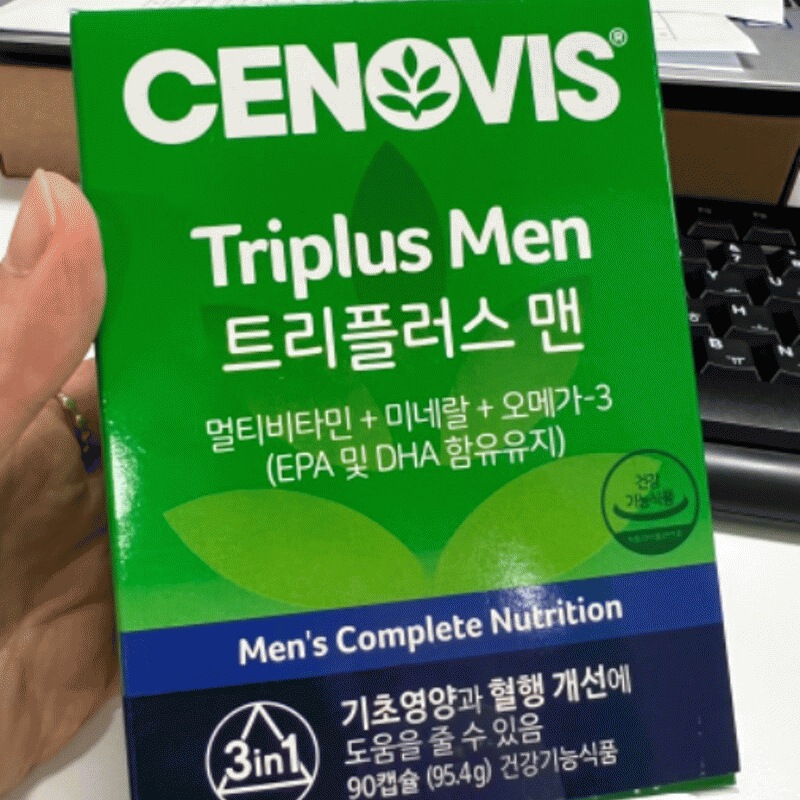 CENOVIS®
Triplus Men
트리플러스 맨
멀티비타민 + 미네랄 + 오메가-3
(EPA 및 DHA 함유유지)
건강
기능식품
Men's Complete Nutrition
3in1
기초영양과 혈행 개선에
도움을 줄 수 있음
90캡슐 (95.4g) 건강기능식품
H
B
ㅠ
N